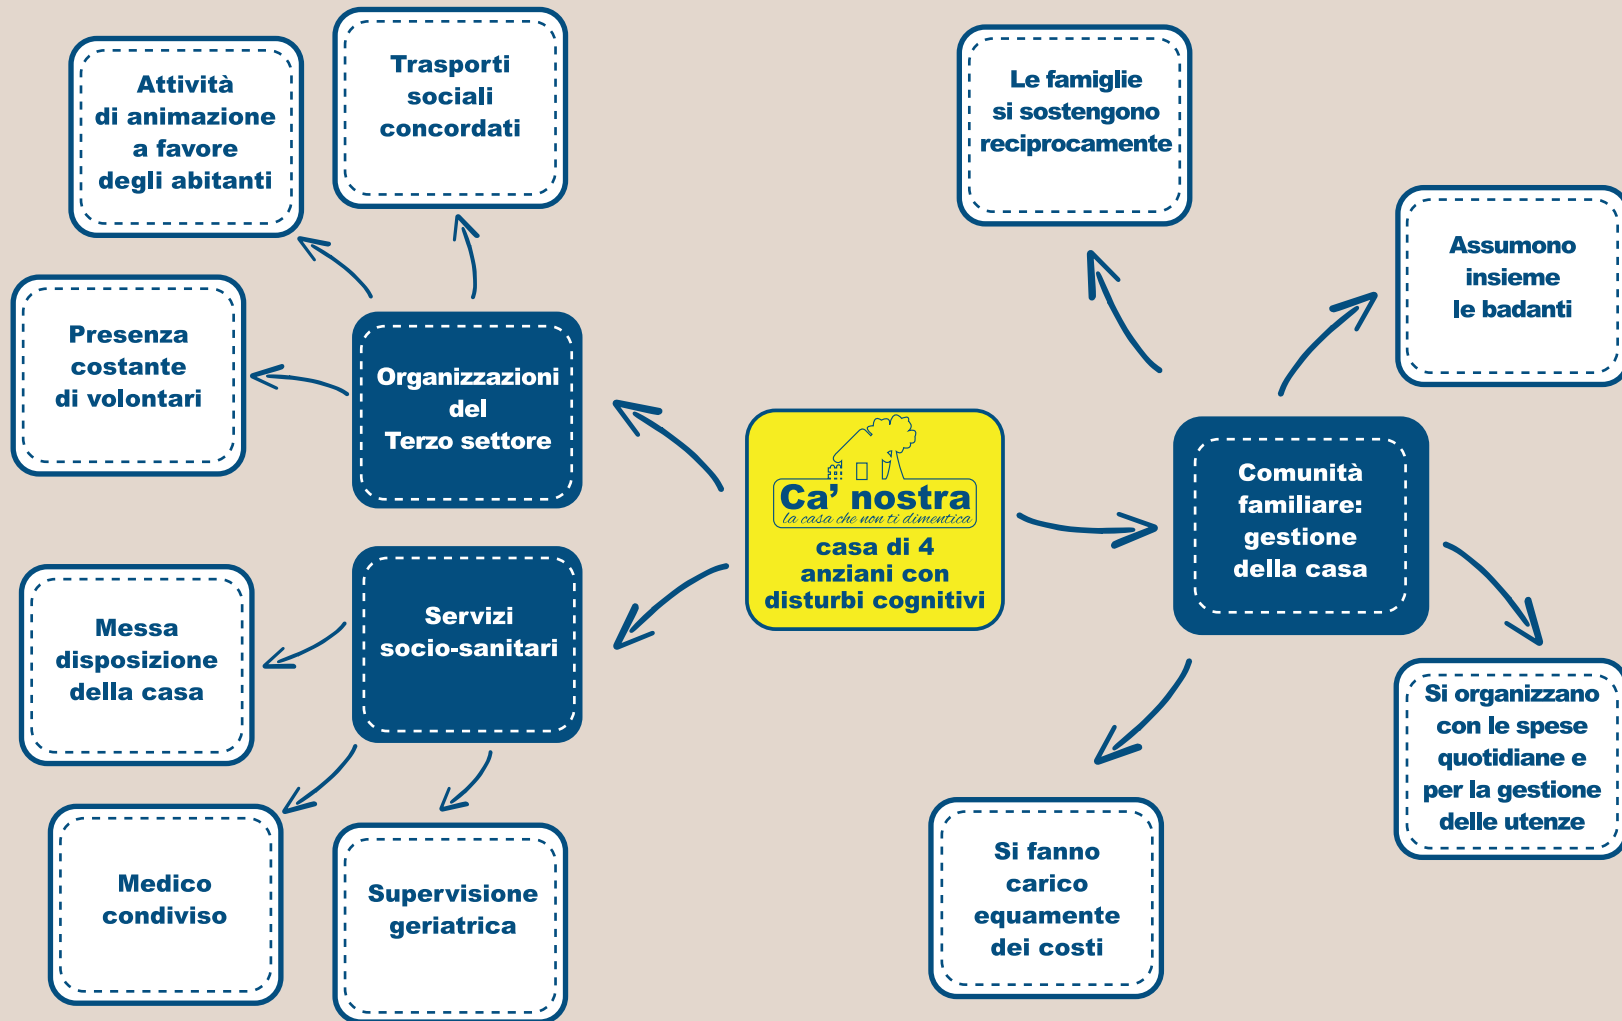 Attività
di animazione
a favore
degli abitanti
Trasporti
sociali
concordati
Presenza
costante
di volontari
Organizzazioni
del
Terzo settore
Messa
disposizione
della casa
Servizi
socio-sanitari
Medico
condiviso
Supervisione
geriatrica
Ca' nostra
la casa che non ti dimentica
casa di 4
anziani con
disturbi cognitivi
Le famiglie
si sostengono
reciprocamente
Assumono
insieme
le badanti
Comunità
familiare:
gestione
della casa
Si organizzano
con le spese
quotidiane e
per la gestione
delle utenze
Si fanno
carico
equamente
dei costi